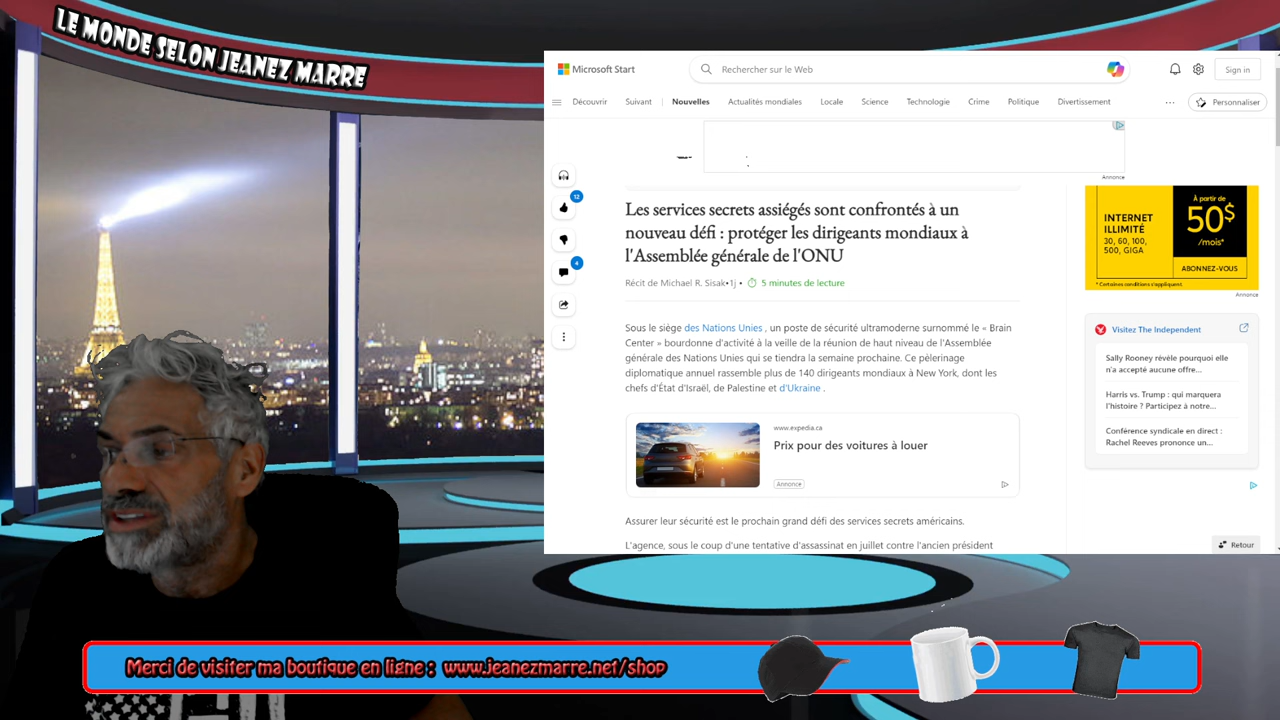 LE MONDE SELON JEANEZ MARRE
Microsoft Start
Rechercher sur le Web
Sign in
Découvrir
Suivant
Nouvelles
Actualités mondiales
Locale
Science
Technologie
Crime
Politique
Divertissement
...
Personnaliser
Annonce
12
4
Les services secrets assiégés sont confrontés à un
nouveau défi : protéger les dirigeants mondiaux à
l'Assemblée générale de l'ONU
Récit de Michael R. Sisak•1j • 5 minutes de lecture
Sous le siège des Nations Unies , un poste de sécurité ultramoderne surnommé le « Brain
Center » bourdonne d'activité à la veille de la réunion de haut niveau de l'Assemblée
générale des Nations Unies qui se tiendra la semaine prochaine. Ce pèlerinage
diplomatique annuel rassemble plus de 140 dirigeants mondiaux à New York, dont les
chefs d'État d'Israël, de Palestine et d'Ukraine .
www.expedia.ca
Prix pour des voitures à louer
Annonce
Assurer leur sécurité est le prochain grand défi des services secrets américains.
L'agence, sous le coup d'une tentative d'assassinat en juillet contre l'ancien président
INTERNET
ILLIMITÉ
30, 60, 100,
500, GIGA
À partir de
50$
/mois*
ABONNEZ-VOUS
* Certaines conditions s'appliquent
Annonce
Visitez The Independent
Sally Rooney révèle pourquoi elle
n'a accepté aucune offre...
Harris vs. Trump : qui marquera
l'histoire ? Participez à notre...
Conférence syndicale en direct :
Rachel Reeves prononce un...
Retour
Merci de visiter ma boutique en ligne : www.jeanezmarre.net/shop